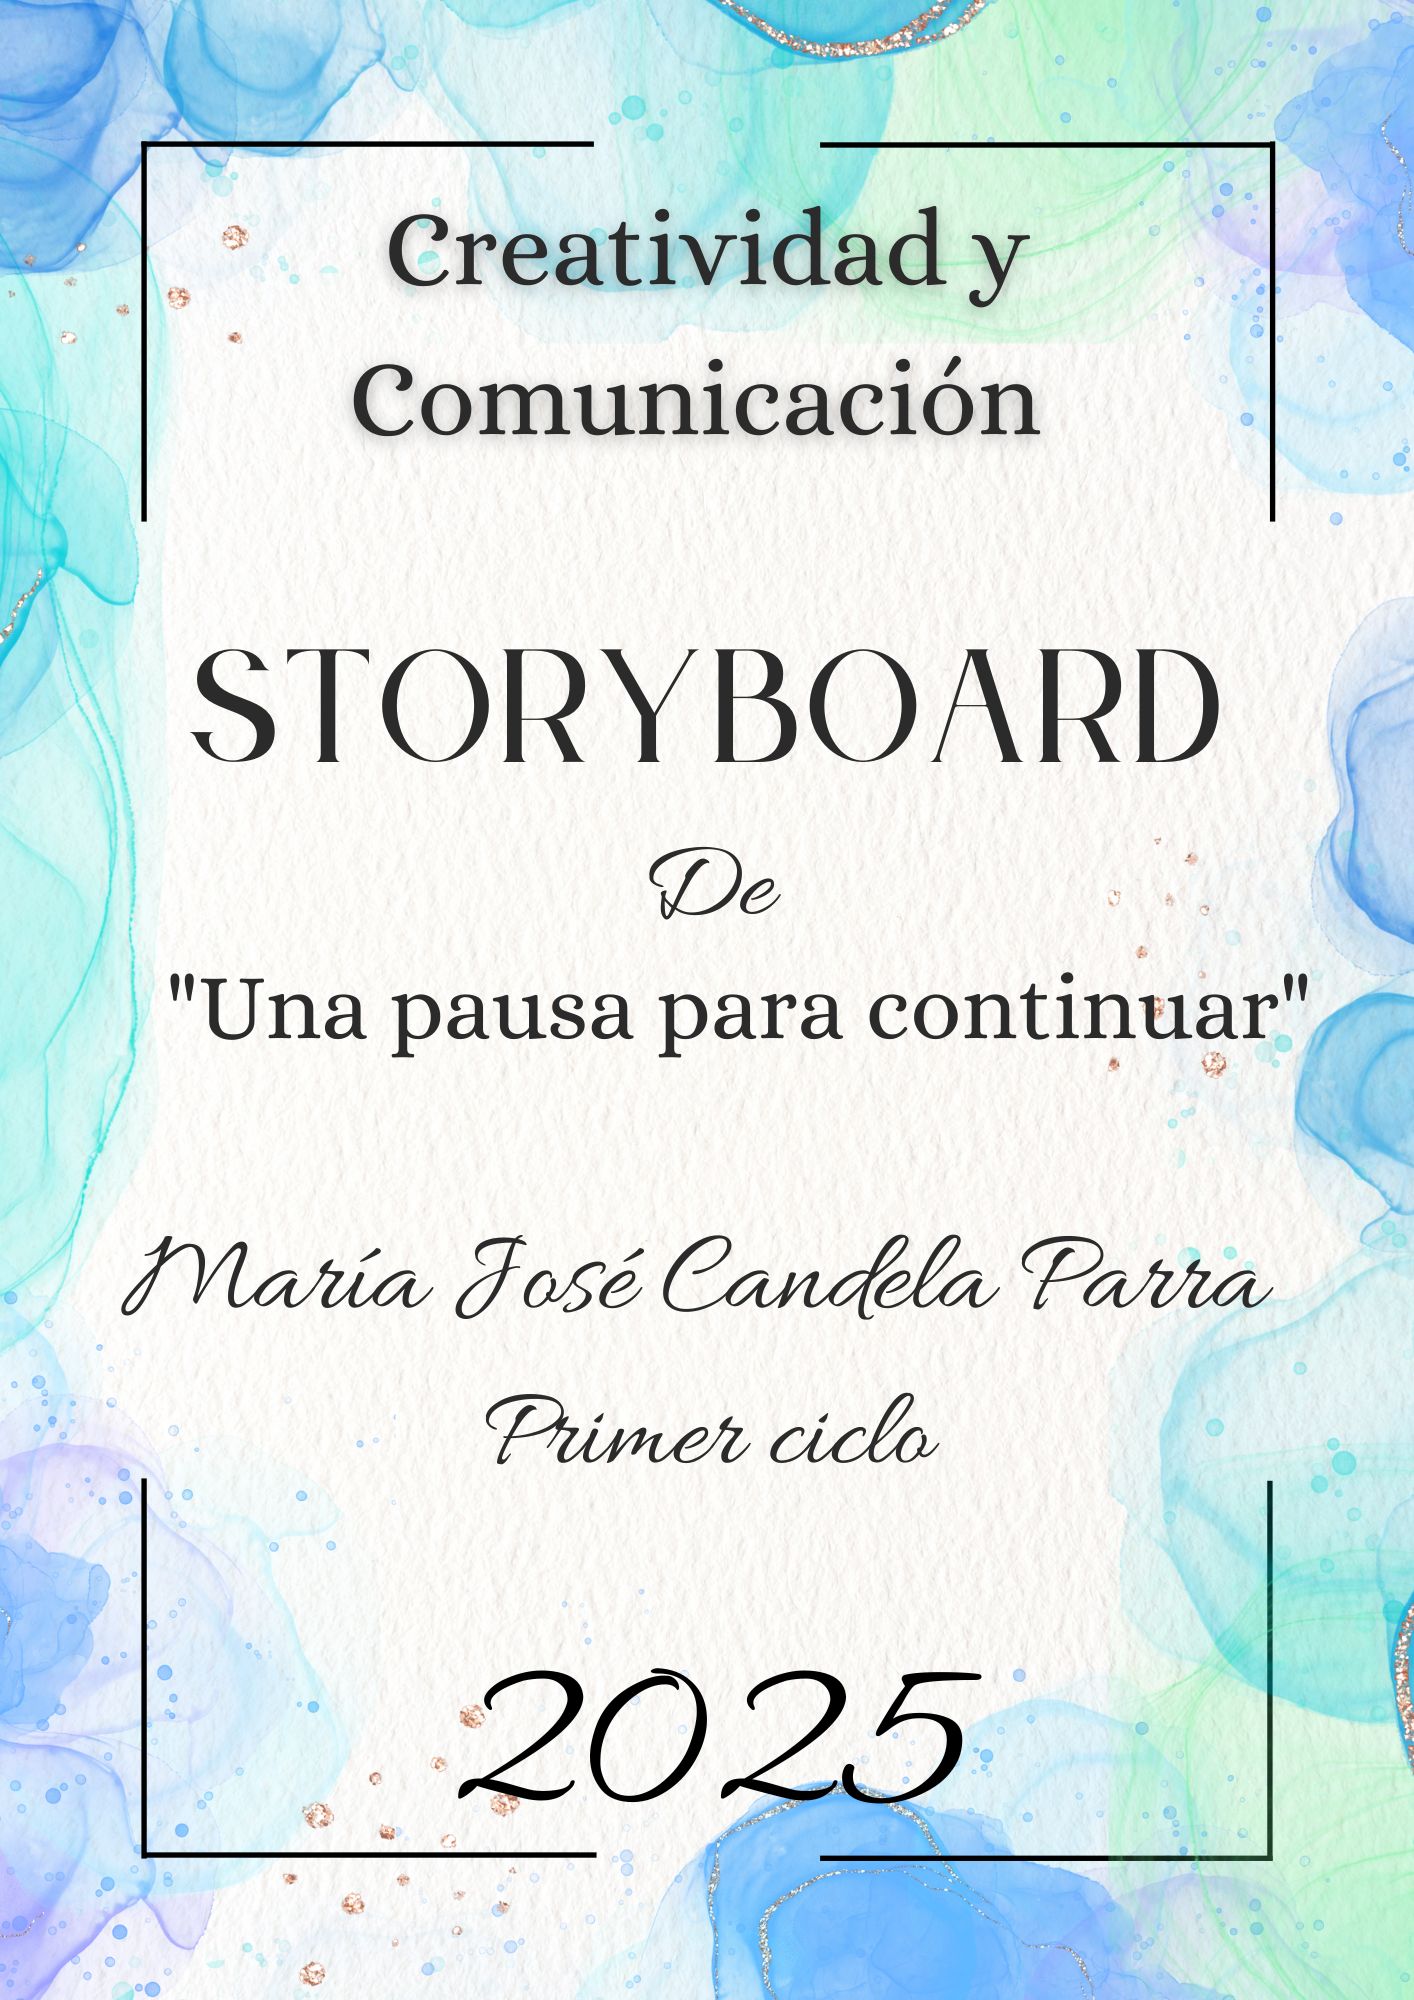 Creatividad y
Comunicación
STORYBOARD
De
"Una pausa para continuar"
María José Candela Parra
Primer ciclo
2025